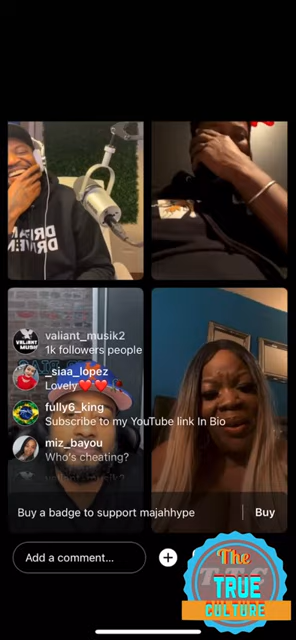 DRIVEN
valiant_musik2
1k followers people
_siaa_lopez
Lovely❤️❤️
fully6_king
Subscribe to my YouTube link In Bio
miz_bayou
Who's cheating?
Buy a badge to support majahhype
Buy
Add a comment...
The
T.T.C
TRUE
CULTURE